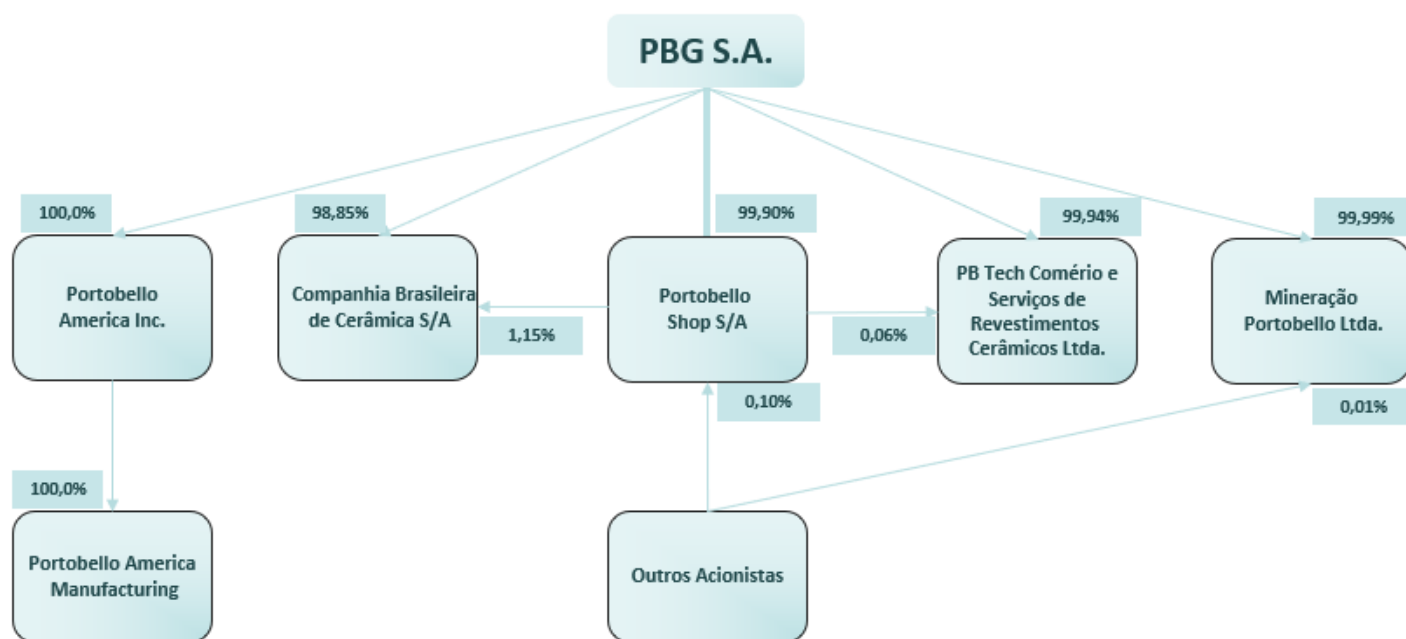 PBG S.A.
100,0%
98,85%
99,90%
99,94%
99,99%
Portobello
America Inc.
Companhia Brasileira
de Cerâmica S/A
1,15%
Portobello
Shop S/A
0,06%
PB Tech Comério e
Serviços de
Revestimentos
Cerâmicos Ltda.
Mineração
Portobello Ltda.
0,10%
0,01%
100,0%
Portobello America
Manufacturing
Outros Acionistas